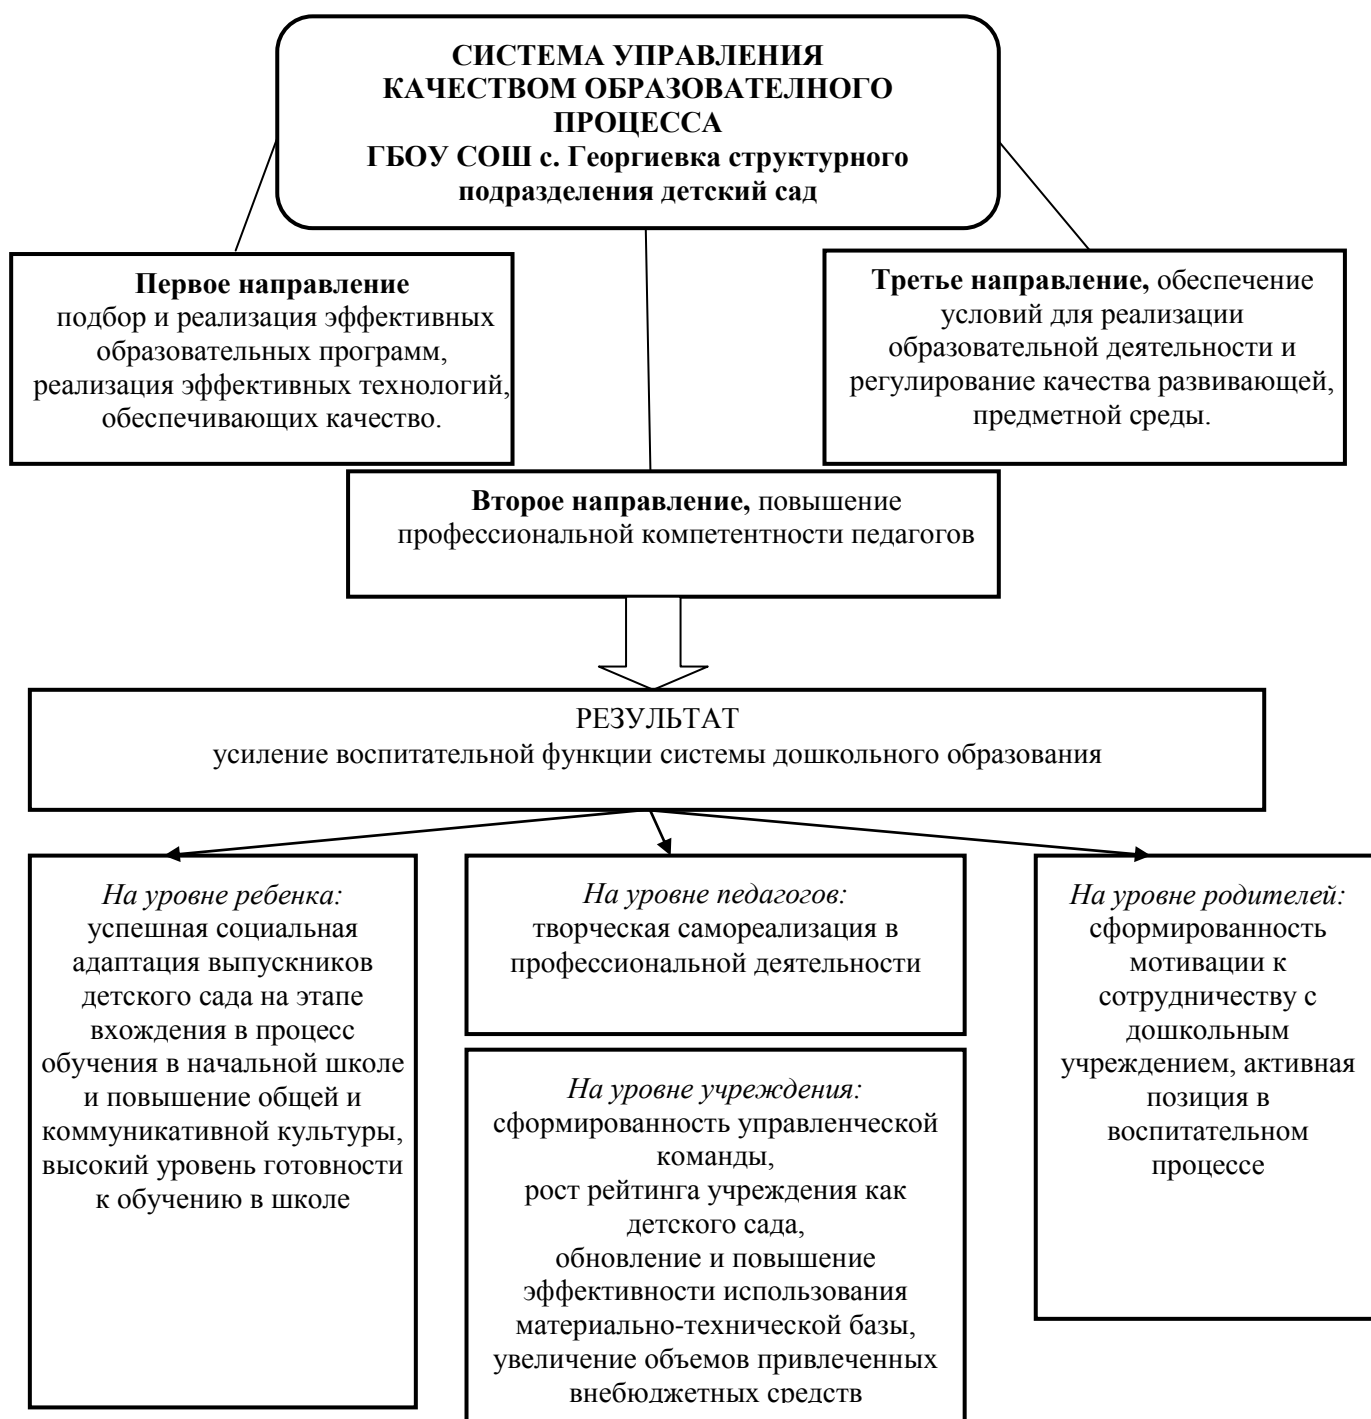 СИСТЕМА УПРАВЛЕНИЯ
КАЧЕСТВОМ ОБРАЗОВАТЕЛНОГО
ПРОЦЕССА
ГБОУ СОШ с. Георгиевка структурного
подразделения детский сад
Первое направление
подбор и реализация эффективных
образовательных программ,
реализация эффективных технологий,
обеспечивающих качество.
Третье направление, обеспечение
условий для реализации
образовательной деятельности и
регулирование качества развивающей,
предметной среды.
Второе направление, повышение
профессиональной компетентности педагогов
РЕЗУЛЬТАТ
усиление воспитательной функции системы дошкольного образования
На уровне ребенка:
успешная социальная
адаптация выпускников
детского сада на этапе
вхождения в процесс
обучения в начальной школе
и повышение общей и
коммуникативной культуры,
высокий уровень готовности
к обучению в школе
На уровне педагогов:
творческая самореализация в
профессиональной деятельности
На уровне учреждения:
сформированность управленческой
команды,
рост рейтинга учреждения как
детского сада,
обновление и повышение
эффективности использования
материально-технической базы,
увеличение объемов привлеченных
внебюджетных средств
На уровне родителей:
сформированность
мотивации к
сотрудничеству с
дошкольным
учреждением, активная
позиция в
воспитательном
процессе